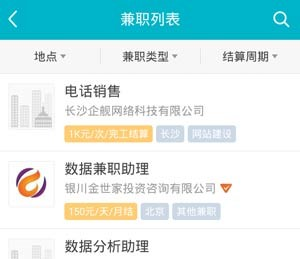 兼职列表
地点 兼职类型 结算周期
电话销售
长沙企舰网络科技有限公司
1K元/次/完工结算 长沙 网站建设
数据兼职助理
银川金世家投资咨询有限公司
150元/天/月结 北京 其他兼职
数据分析助理